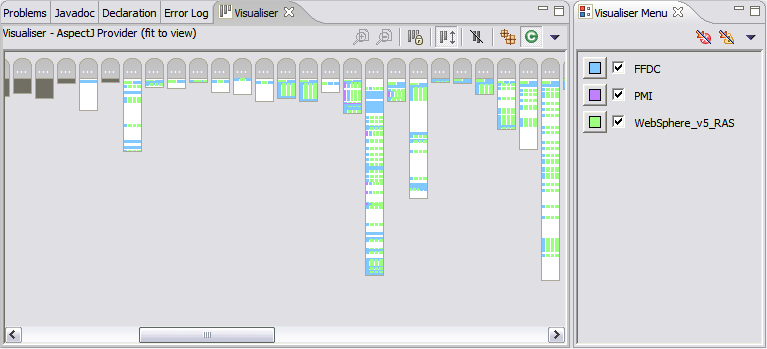 Problems Javadoc Declaration Error Log Visualiser
Visualiser - AspectJ Provider (fit to view)
Visualiser Menu
FFDC
PMI
WebSphere_v5_RAS